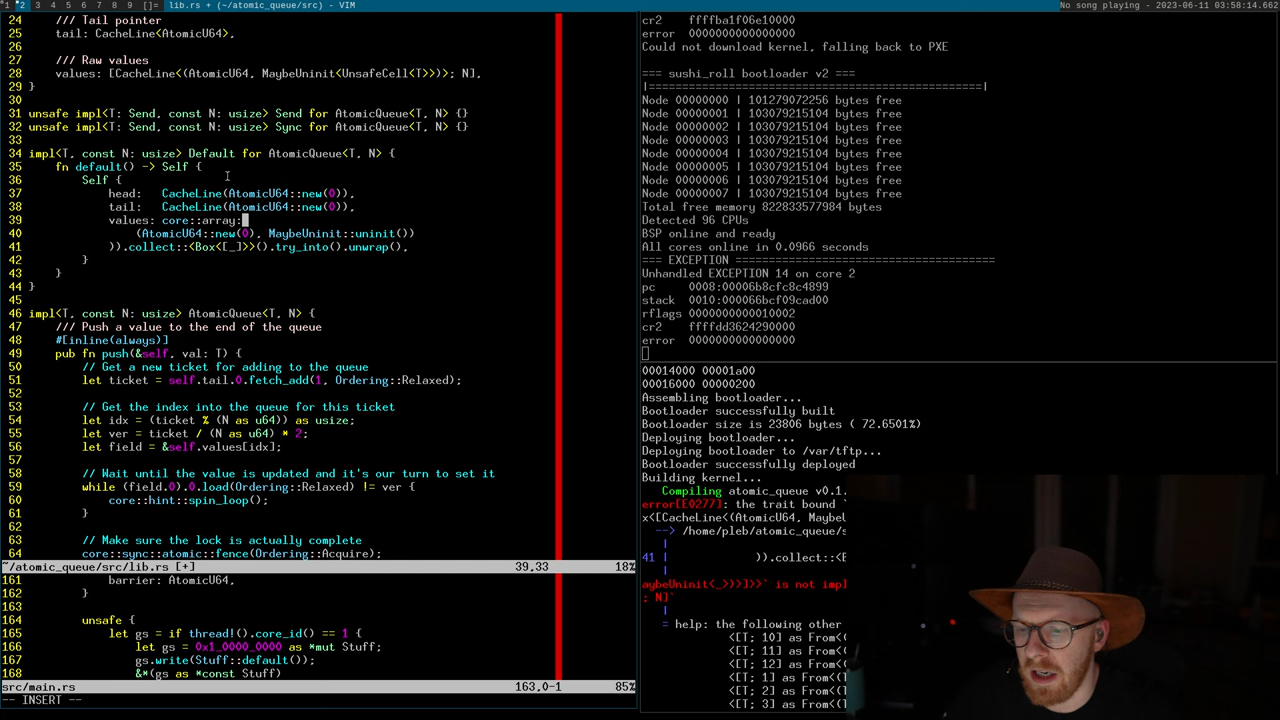 1 2 3 4 5 6 7 8 9 []= lib.rs + (~/atomic_queue/src) - VIM
No song playing - 2023-06-11 03:58:14.662
24 /// Tail pointer
25 tail: CacheLine<AtomicU64>,
26
27 /// Raw values
28 values: [CacheLine<(AtomicU64, MaybeUninit<UnsafeCell<T>>)>; N],
29 }
30
31 unsafe impl<T: Send, const N: usize> Send for AtomicQueue<T, N> {}
32 unsafe impl<T: Send, const N: usize> Sync for AtomicQueue<T, N> {}
33
34 impl<T, const N: usize> Default for AtomicQueue<T, N> {
35 fn default() -> Self {
36 Self {
37 head: CacheLine(AtomicU64::new(0)),
38 tail: CacheLine(AtomicU64::new(0)),
39 values: core::array:
40 (AtomicU64::new(0), MaybeUninit::uninit())
41 )).collect::<Box<[_]>>().try_into().unwrap(),
42 }
43 }
44 }
45
46 impl<T, const N: usize> AtomicQueue<T, N> {
47 /// Push a value to the end of the queue
48 #[inline(always)]
49 pub fn push(&self, val: T) {
50 // Get a new ticket for adding to the queue
51 let ticket = self.tail.0.fetch_add(1, Ordering::Relaxed);
52
53 // Get the index into the queue for this ticket
54 let idx = (ticket % (N as u64)) as usize;
55 let ver = ticket / (N as u64) * 2;
56 let field = &self.values[idx];
57
58 // Wait until the value is updated and it's our turn to set it
59 while (field.0).0.load(Ordering::Relaxed) != ver {
60 core::hint::spin_loop();
61 }
62
63 // Make sure the lock is actually complete
64 core::sync::atomic::fence(Ordering::Acquire);
~/atomic_queue/src/lib.rs [+] 39,33 18%
161 barrier: AtomicU64,
162 }
163
164 unsafe {
165 let gs = if thread!().core_id() == 1 {
166 let gs = 0x1_0000_0000 as *mut Stuff;
167 gs.write(Stuff::default());
168 &*(gs as *const Stuff)
src/main.rs 163,0-1 85%
-- INSERT --
cr2 ffffba1f06e10000
error 0000000000000000
Could not download kernel, falling back to PXE
=== sushi_roll bootloader v2 ===
|==================================================|
Node 00000000 | 101279072256 bytes free
Node 00000001 | 103079215104 bytes free
Node 00000002 | 103079215104 bytes free
Node 00000003 | 103079215104 bytes free
Node 00000004 | 103079215104 bytes free
Node 00000005 | 103079215104 bytes free
Node 00000006 | 103079215104 bytes free
Node 00000007 | 103079215104 bytes free
Total free memory 822833577984 bytes
Detected 96 CPUs
BSP online and ready
All cores online in 0.0966 seconds
=== EXCEPTION =======================================
Unhandled EXCEPTION 14 on core 2
pc 0008:00006b8cfc8c4899
stack 0010:000066bcf09cad00
rflags 0000000000010002
cr2 ffffdd3624290000
error 0000000000000000
00014000 00001a00
00016000 00000200
Assembling bootloader...
Bootloader successfully built
Bootloader size is 23806 bytes ( 72.6501%)
Deploying bootloader...
Deploying bootloader to /var/tftp...
Bootloader successfully deployed
Building kernel...
Compiling atomic_queue v0.1.
error[E0277]: the trait bound `
x<[CacheLine<(AtomicU64, Maybe
--> /home/pleb/atomic_queue/s
|
41 | )).collect::<B
|
aybeUninit<_>)>]>` is not impl
; N]`
|
= help: the following other
<[T; 10] as From<(
<[T; 11] as From<(
<[T; 12] as From<(
<[T; 1] as From<(T
<[T; 2] as From<(T
<[T; 3] as From<(T